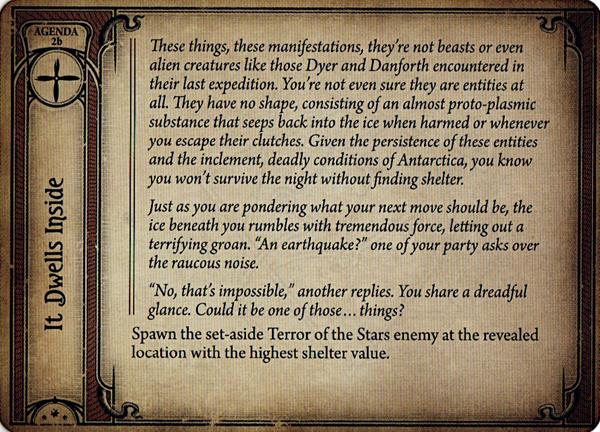 AGENDA
2b
It Dwells Inside
These things, these manifestations, they’re not beasts or even
alien creatures like those Dyer and Danforth encountered in
their last expedition. You’re not even sure they are entities at
all. They have no shape, consisting of an almost proto-plasmic
substance that seeps back into the ice when harmed or whenever
you escape their clutches. Given the persistence of these entities
and the inclement, deadly conditions of Antarctica, you know
you won’t survive the night without finding shelter.
Just as you are pondering what your next move should be, the
ice beneath you rumbles with tremendous force, letting out a
terrifying groan. “An earthquake?” one of your party asks over
the raucous noise.
“No, that’s impossible,” another replies. You share a dreadful
glance. Could it be one of those… things?
Spawn the set-aside Terror of the Stars enemy at the revealed
location with the highest shelter value.